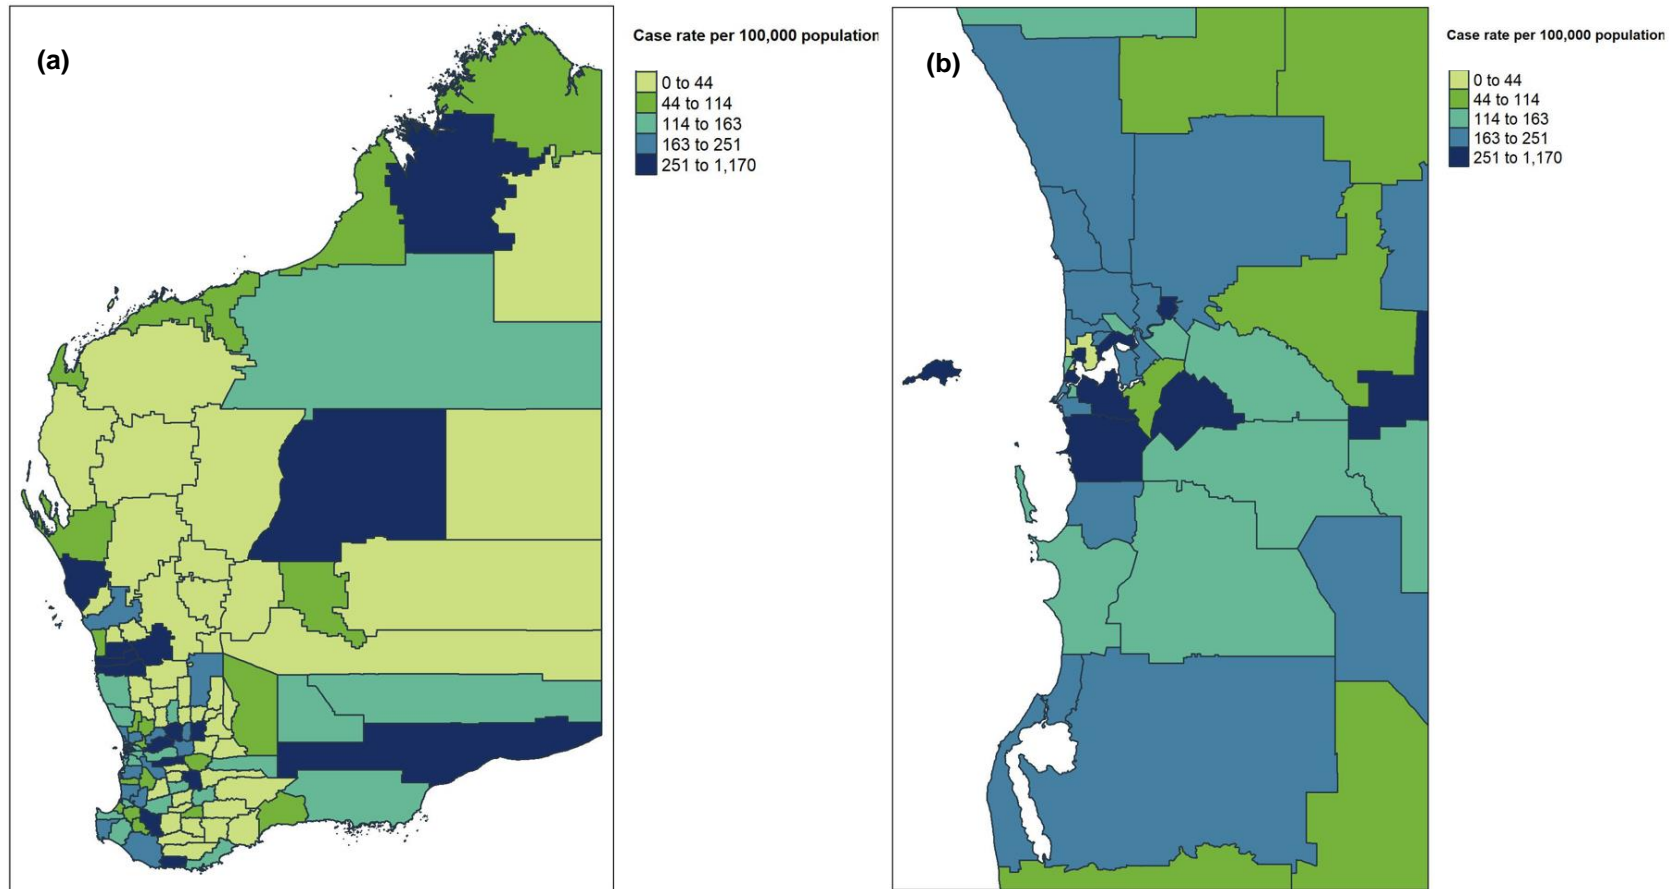 (a)
Case rate per 100,000 population
0 to 44
44 to 114
114 to 163
163 to 251
251 to 1,170
(b)
Case rate per 100,000 population
0 to 44
44 to 114
114 to 163
163 to 251
251 to 1,170